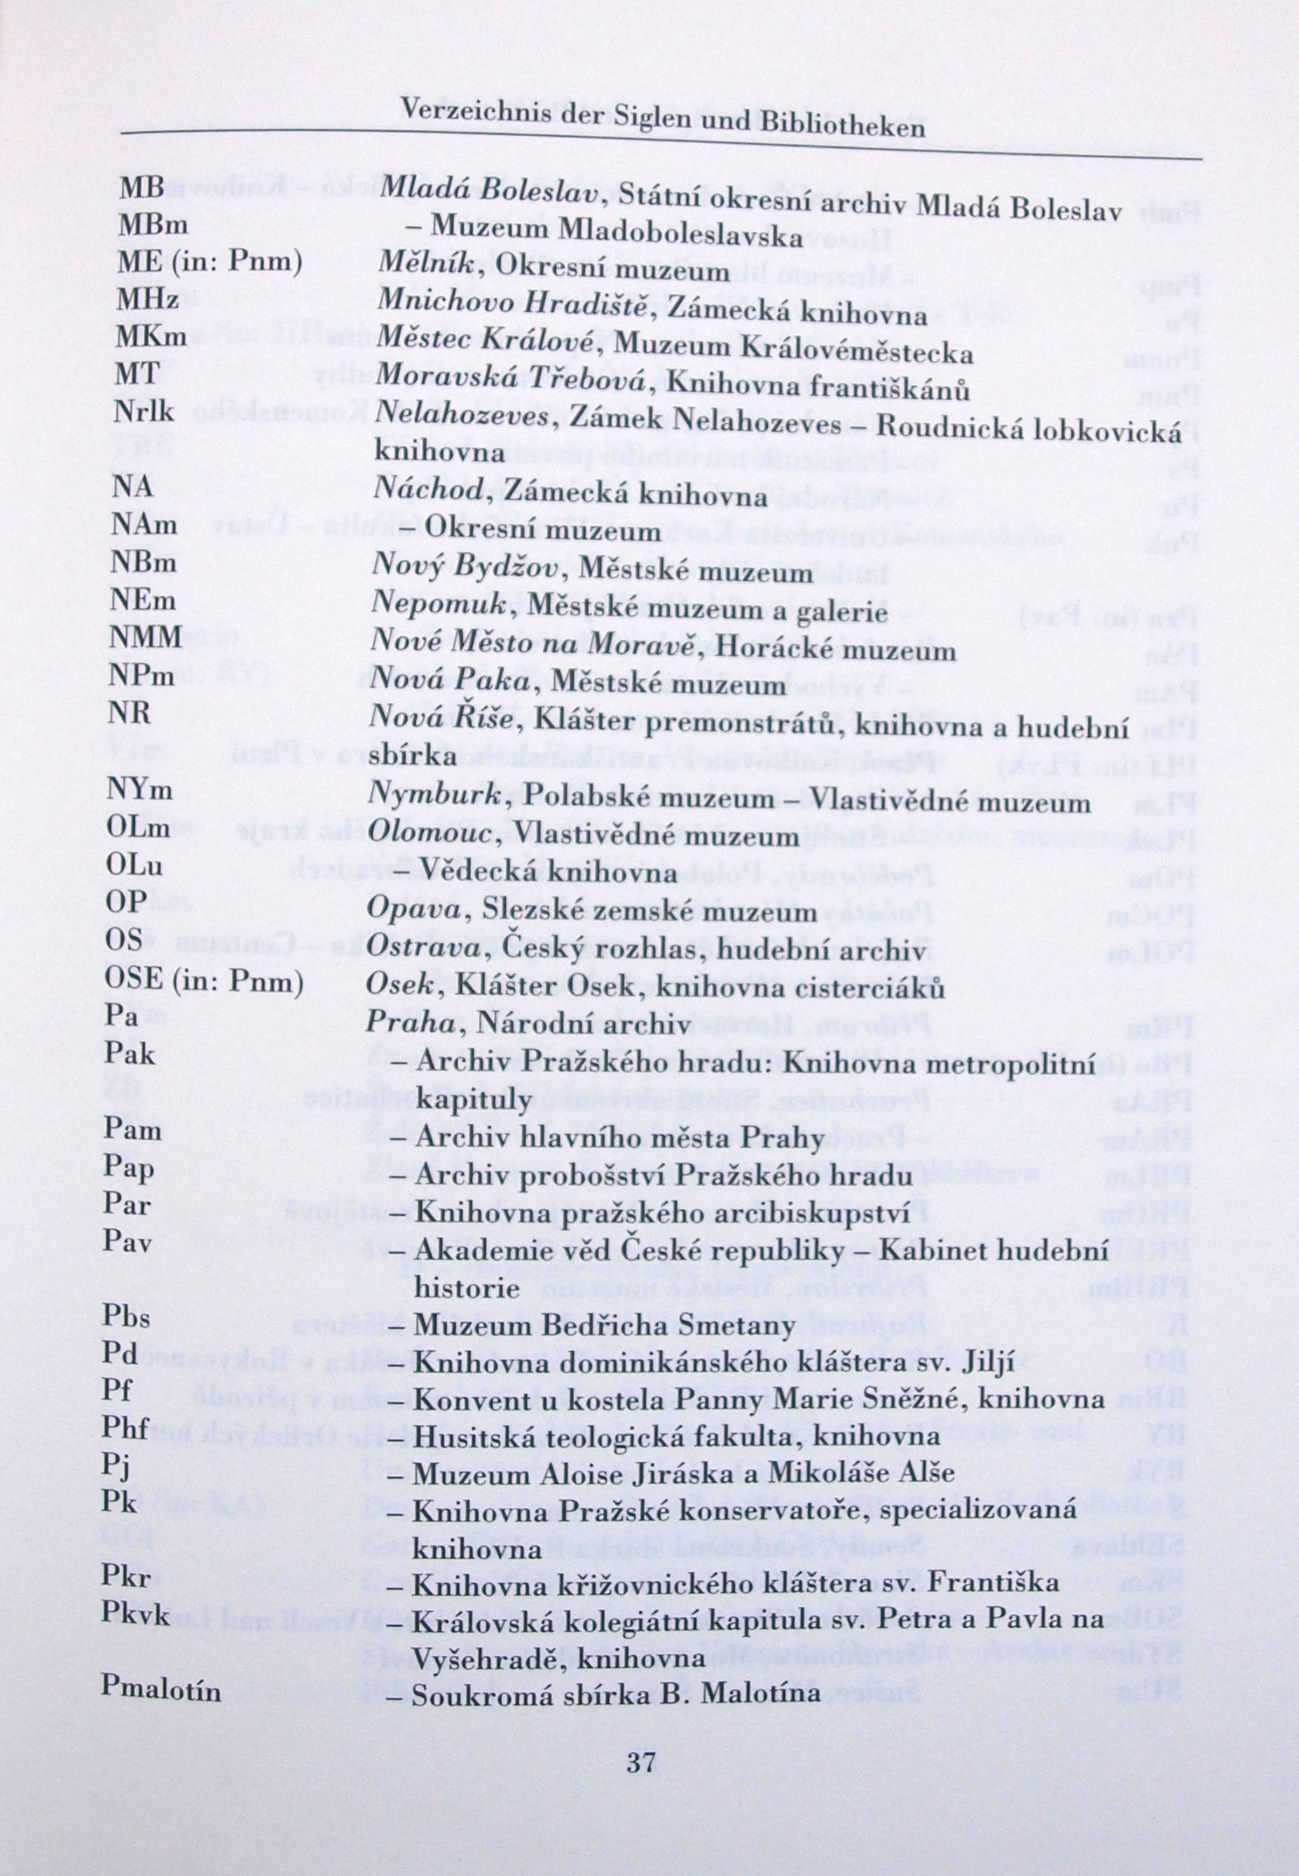 Verzeichnis der Siglen und Bibliotheken
MB Mladá Boleslav, Státní okresní archiv Mladá Boleslav
MBm – Muzeum Mladoboleslavska
ME (in: Pnm) Mělník, Okresní muzeum
MHz Mnichovo Hradiště, Zámecká knihovna
MKm Městec Králové, Muzeum Královéměstecka
MT Moravská Třebová, Knihovna františkánů
Nrlk Nelahozeves, Zámek Nelahozeves – Roudnická lobkovická
knihovna
NA Náchod, Zámecká knihovna
NAm – Okresní muzeum
NBm Nový Bydžov, Městské muzeum
NEm Nepomuk, Městské muzeum a galerie
NMM Nové Město na Moravě, Horácké muzeum
NPm Nová Paka, Městské muzeum
NR Nová Říše, Klášter premonstrátů, knihovna a hudební
sbírka
NYm Nymburk, Polabské muzeum – Vlastivědné muzeum
OLm Olomouc, Vlastivědné muzeum
OLu – Vědecká knihovna
OP Opava, Slezské zemské muzeum
OS Ostrava, Český rozhlas, hudební archiv
OSE (in: Pnm) Osek, Klášter Osek, knihovna cisterciáků
Pa Praha, Národní archiv
Pak – Archiv Pražského hradu: Knihovna metropolitní
kapituly
Pam – Archiv hlavního města Prahy
Pap – Archiv probošství Pražského hradu
Par – Knihovna pražského arcibiskupství
Pav – Akademie věd České republiky – Kabinet hudební
historie
Pbs – Muzeum Bedřicha Smetany
Pd – Knihovna dominikánského kláštera sv. Jiljí
Pf – Konvent u kostela Panny Marie Sněžné, knihovna
Phf – Husitská teologická fakulta, knihovna
Pj – Muzeum Aloise Jiráska a Mikoláše Alše
Pk – Knihovna Pražské konservatoře, specializovaná
knihovna
Pkr – Knihovna křižovnického kláštera sv. Františka
Pkvk – Královská kolegiátní kapitula sv. Petra a Pavla na
Vyšehradě, knihovna
Pmalotín – Soukromá sbírka B. Malotína
37